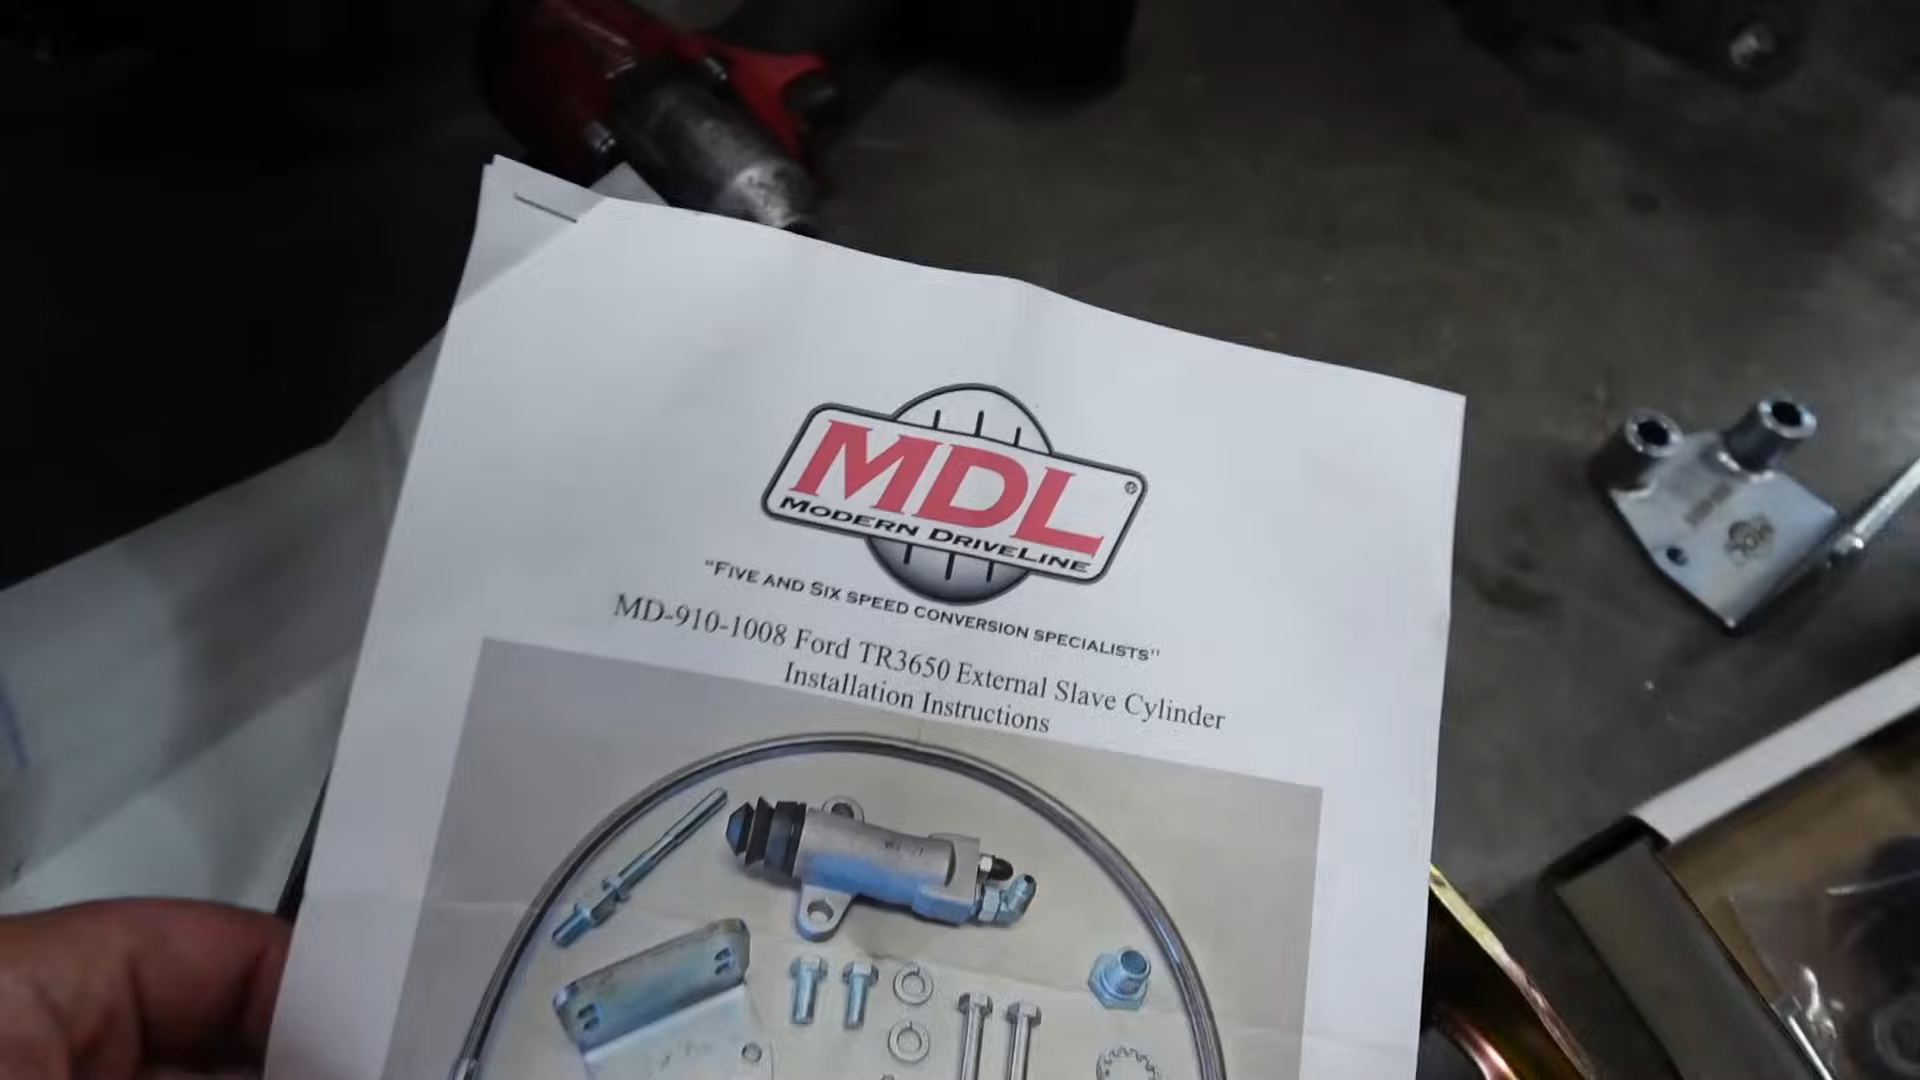 MDL®
MODERN DRIVELINE
"FIVE AND SIX SPEED CONVERSION SPECIALISTS"
MD-910-1008 Ford TR3650 External Slave Cylinder
Installation Instructions